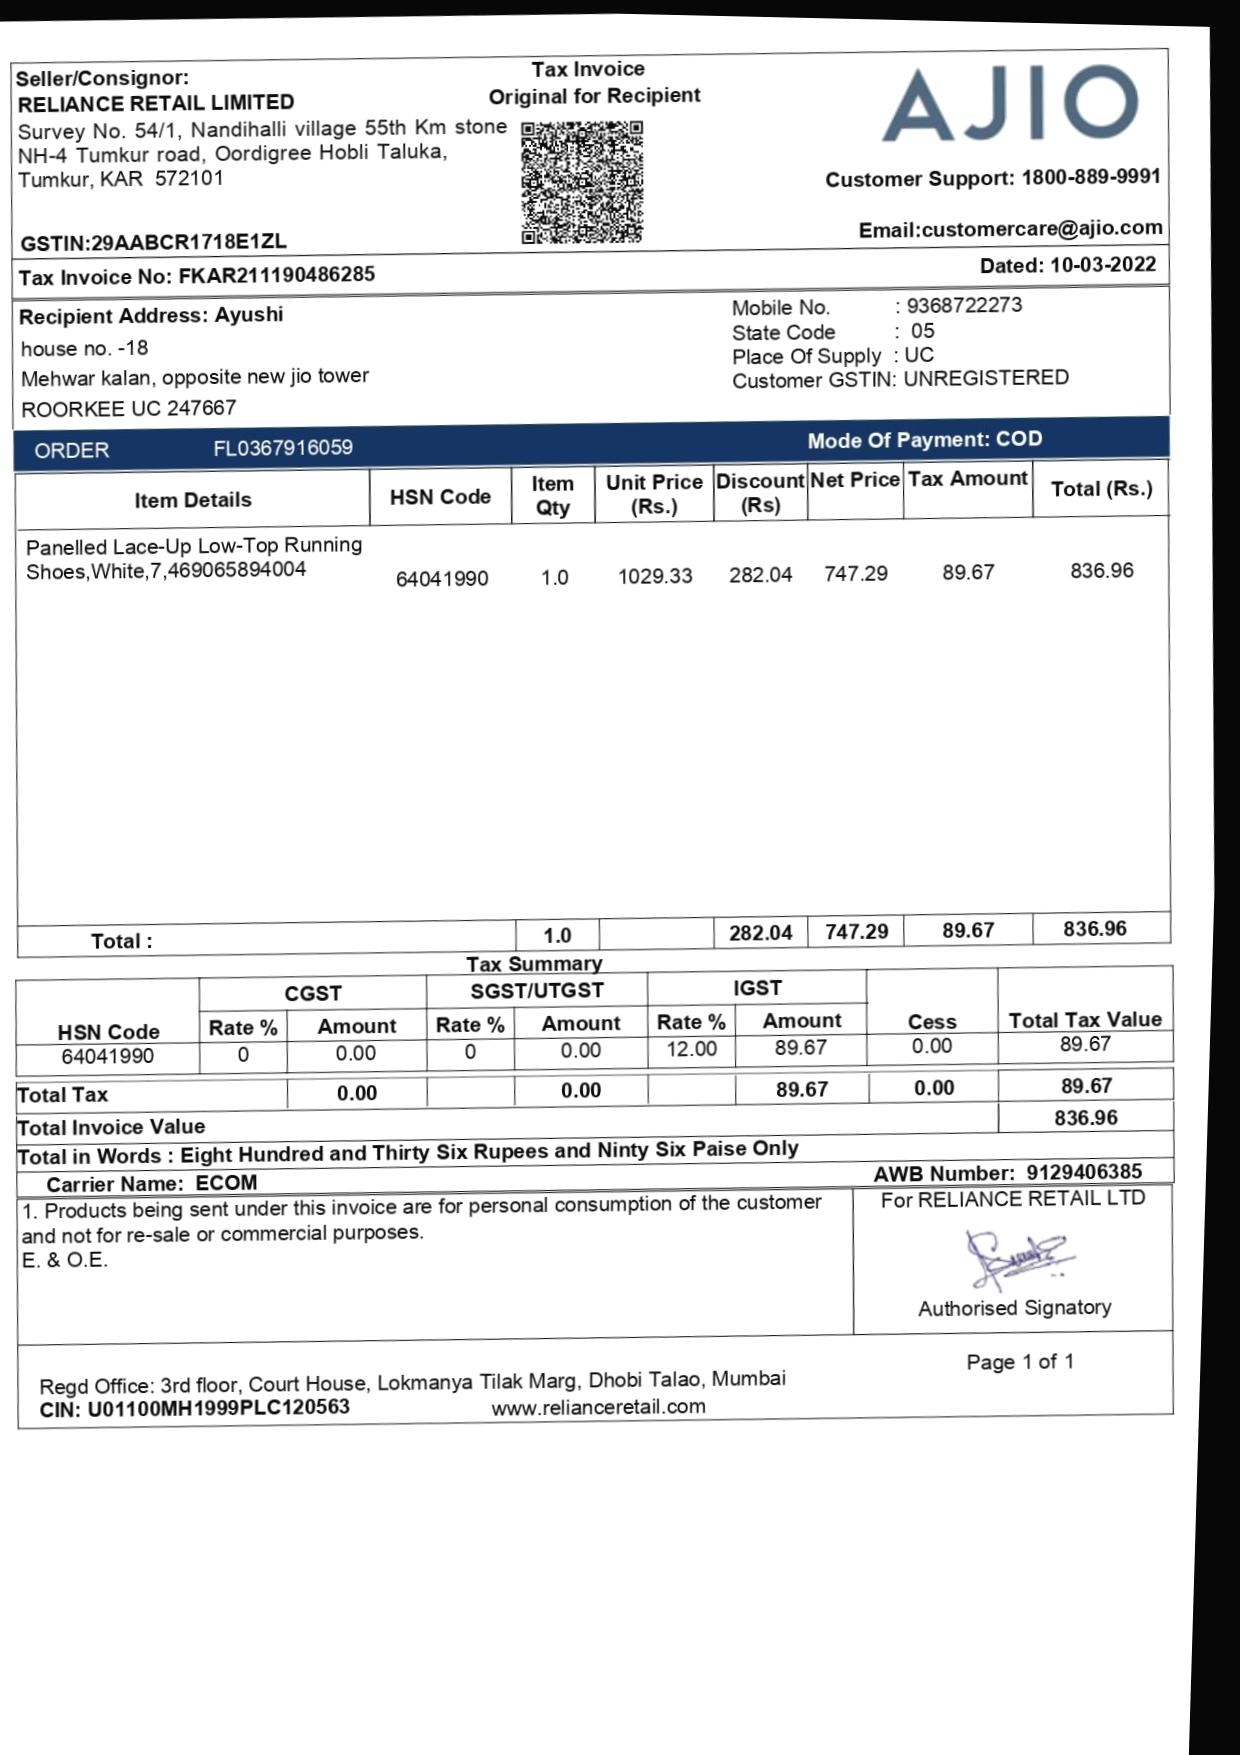 Seller/Consignor:
RELIANCE RETAIL LIMITED
Survey No. 54/1, Nandihalli village 55th Km stone
NH-4 Tumkur road, Oordigree Hobli Taluka,
Tumkur, KAR 572101
GSTIN:29AABCR1718E1ZL
Tax Invoice
Original for Recipient
AJIO
Customer Support: 1800-889-9991
Email:customercare@ajio.com
Tax Invoice No: FKAR211190486285
Dated: 10-03-2022
Recipient Address: Ayushi
house no. -18
Mehwar kalan, opposite new jio tower
ROORKEE UC 247667
Mobile No. : 9368722273
State Code : 05
Place Of Supply : UC
Customer GSTIN: UNREGISTERED
ORDER FL0367916059 Mode Of Payment: COD
Item Details HSN Code Item Qty Unit Price (Rs.) Discount (Rs) Net Price Tax Amount Total (Rs.)
Panelled Lace-Up Low-Top Running
Shoes,White,7,469065894004 64041990 1.0 1029.33 282.04 747.29 89.67 836.96
Total : 1.0 282.04 747.29 89.67 836.96
Tax Summary
CGST SGST/UTGST IGST
HSN Code Rate % Amount Rate % Amount Rate % Amount Cess Total Tax Value
64041990 0 0.00 0 0.00 12.00 89.67 0.00 89.67
Total Tax 0.00 0.00 89.67 0.00 89.67
Total Invoice Value 836.96
Total in Words : Eight Hundred and Thirty Six Rupees and Ninty Six Paise Only
Carrier Name: ECOM AWB Number: 9129406385
1. Products being sent under this invoice are for personal consumption of the customer
and not for re-sale or commercial purposes.
E. & O.E.
For RELIANCE RETAIL LTD
Authorised Signatory
Page 1 of 1
Regd Office: 3rd floor, Court House, Lokmanya Tilak Marg, Dhobi Talao, Mumbai
CIN: U01100MH1999PLC120563 www.relianceretail.com